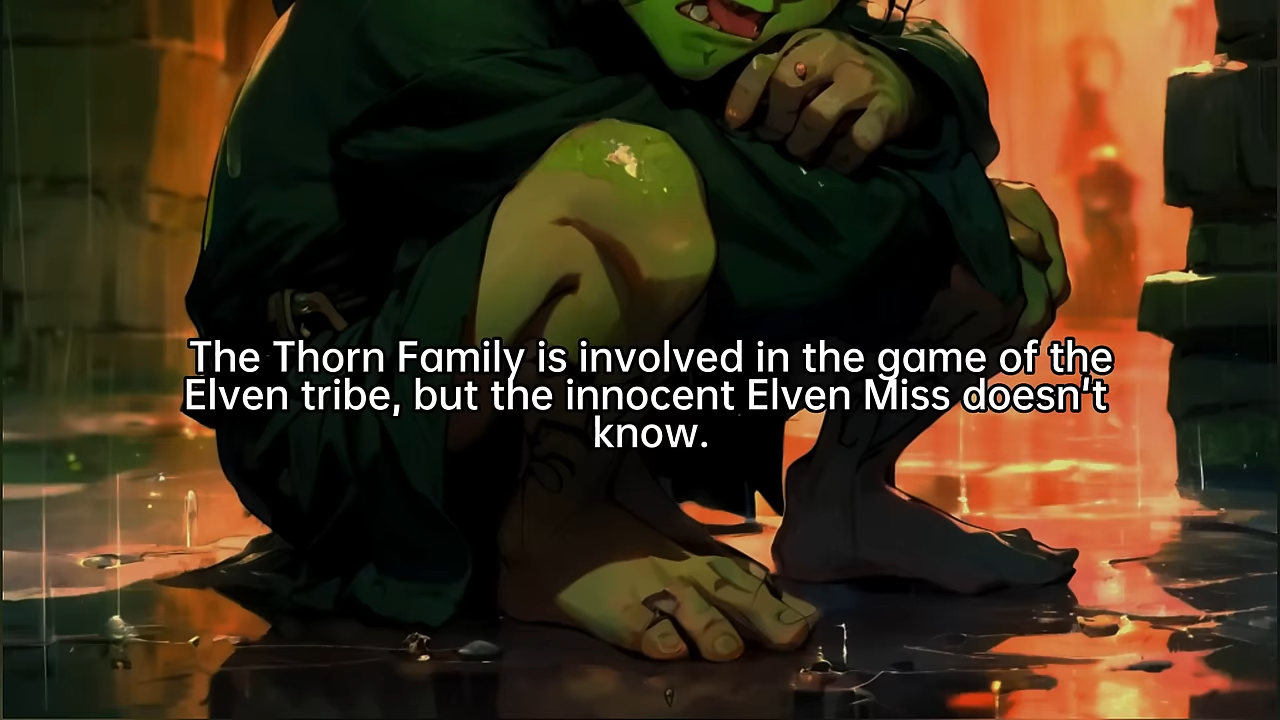 The Thorn Family is involved in the game of the
Elven tribe, but the innocent Elven Miss doesn't
know.